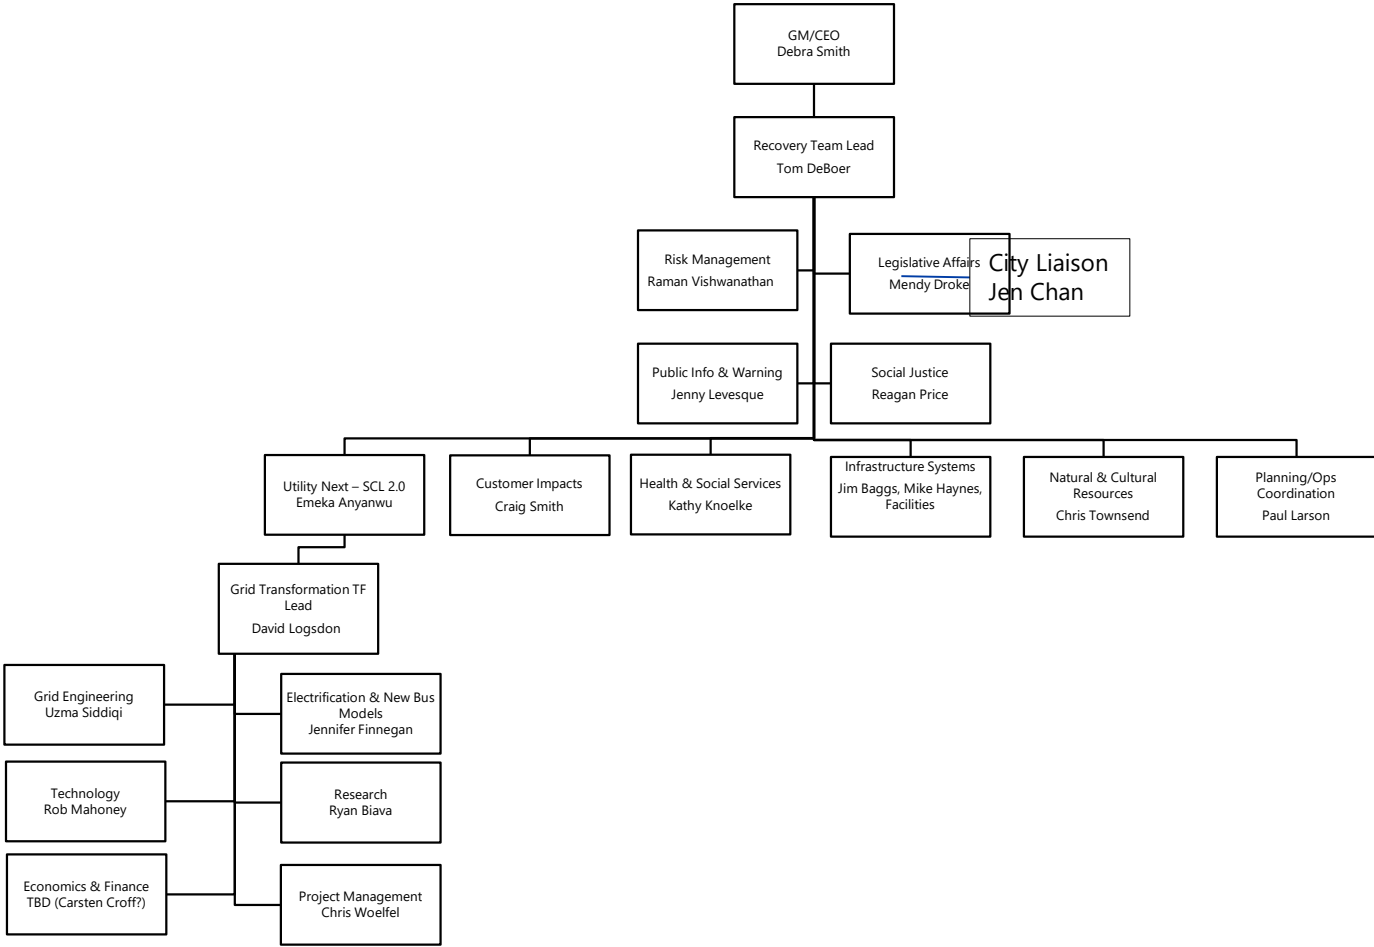 GM/CEO
Debra Smith
Recovery Team Lead
Tom DeBoer
Risk Management
Raman Vishwanathan
Legislative Affairs
Mendy Droke
City Liaison
Jen Chan
Public Info & Warning
Jenny Levesque
Social Justice
Reagan Price
Utility Next – SCL 2.0
Emeka Anyanwu
Customer Impacts
Craig Smith
Health & Social Services
Kathy Knoelke
Infrastructure Systems
Jim Baggs, Mike Haynes,
Facilities
Natural & Cultural
Resources
Chris Townsend
Planning/Ops
Coordination
Paul Larson
Grid Transformation TF
Lead
David Logsdon
Grid Engineering
Uzma Siddiqi
Electrification & New Bus
Models
Jennifer Finnegan
Technology
Rob Mahoney
Research
Ryan Biava
Economics & Finance
TBD (Carsten Croff?)
Project Management
Chris Woelfel